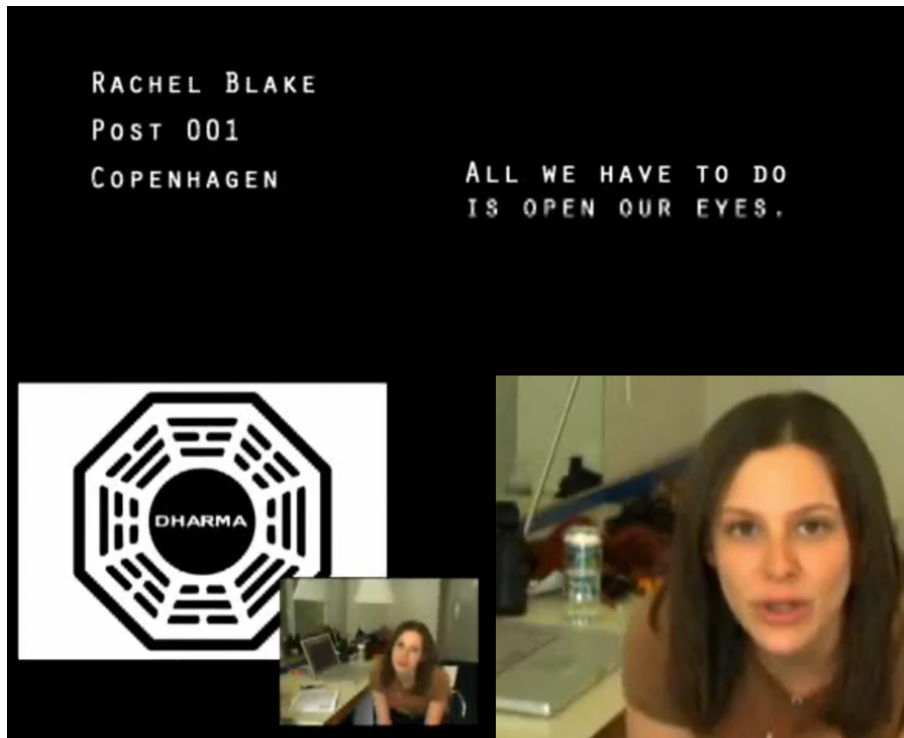 Rachel Blake
Post 001
Copenhagen
All we have to do
is open our eyes.
DHARMA